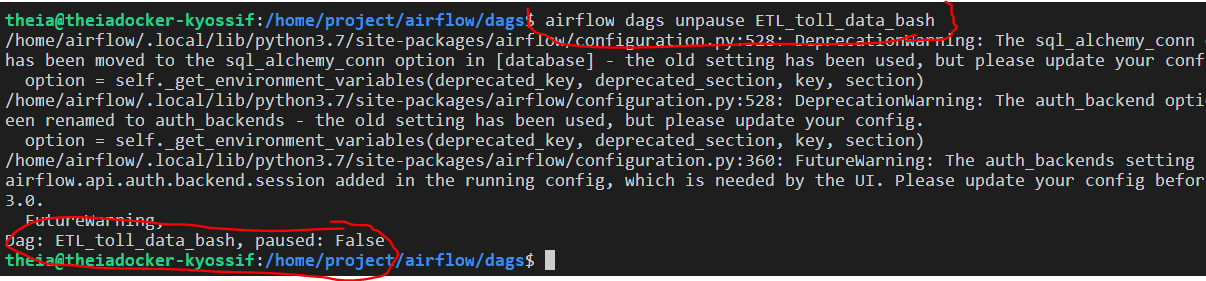 theia@theiadocker-kyossif:/home/project/airflow/dags$ airflow dags unpause ETL_toll_data_bash
/home/airflow/.local/lib/python3.7/site-packages/airflow/configuration.py:528: DeprecationWarning: The sql_alchemy_conn
has been moved to the sql_alchemy_conn option in [database] - the old setting has been used, but please update your conf
  option = self._get_environment_variables(deprecated_key, deprecated_section, key, section)
/home/airflow/.local/lib/python3.7/site-packages/airflow/configuration.py:528: DeprecationWarning: The auth_backend opti
een renamed to auth_backends - the old setting has been used, but please update your config.
  option = self._get_environment_variables(deprecated_key, deprecated_section, key, section)
/home/airflow/.local/lib/python3.7/site-packages/airflow/configuration.py:360: FutureWarning: The auth_backends setting
airflow.api.auth.backend.session added in the running config, which is needed by the UI. Please update your config befor
3.0.
  FutureWarning,
Dag: ETL_toll_data_bash, paused: False
theia@theiadocker-kyossif:/home/project/airflow/dags$